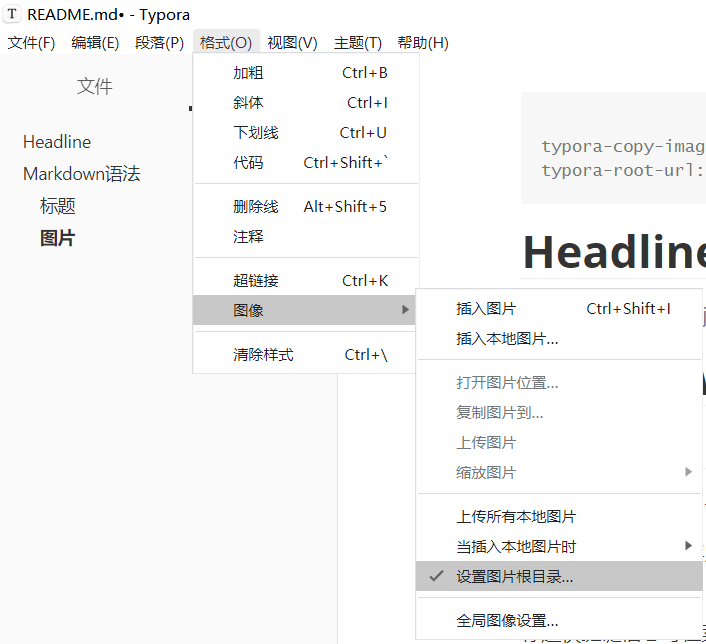 T README.md• - Typora
文件(F) 编辑(E) 段落(P) 格式(O) 视图(V) 主题(T) 帮助(H)
文件
Headline
Markdown语法
标题
图片
加粗 Ctrl+B
斜体 Ctrl+I
下划线 Ctrl+U
代码 Ctrl+Shift+`
删除线 Alt+Shift+5
注释
超链接 Ctrl+K
图像
清除样式 Ctrl+\
typora-copy-imag
typora-root-url:
Headline
插入图片 Ctrl+Shift+I
插入本地图片...
打开图片位置...
复制图片到...
上传图片
缩放图片
上传所有本地图片
当插入本地图片时
设置图片根目录...
全局图像设置...